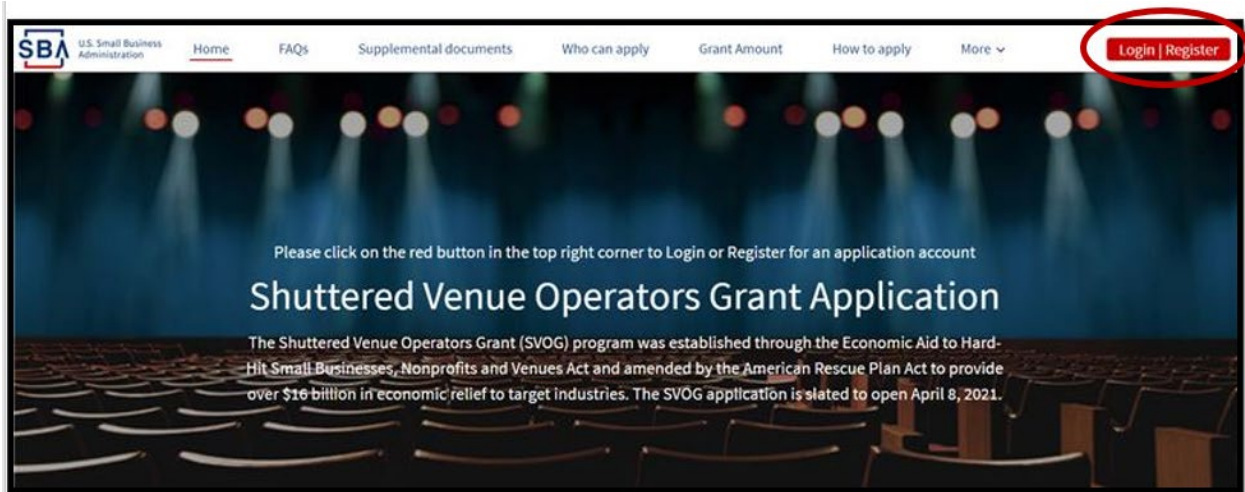 SBA
U.S. Small Business
Administration
Home FAQs Supplemental documents Who can apply Grant Amount How to apply More Login | Register
Please click on the red button in the top right corner to Login or Register for an application account
Shuttered Venue Operators Grant Application
The Shuttered Venue Operators Grant (SVOG) program was established through the Economic Aid to Hard-
Hit Small Businesses, Nonprofits and Venues Act and amended by the American Rescue Plan Act to provide
over $16 billion in economic relief to target industries. The SVOG application is slated to open April 8, 2021.